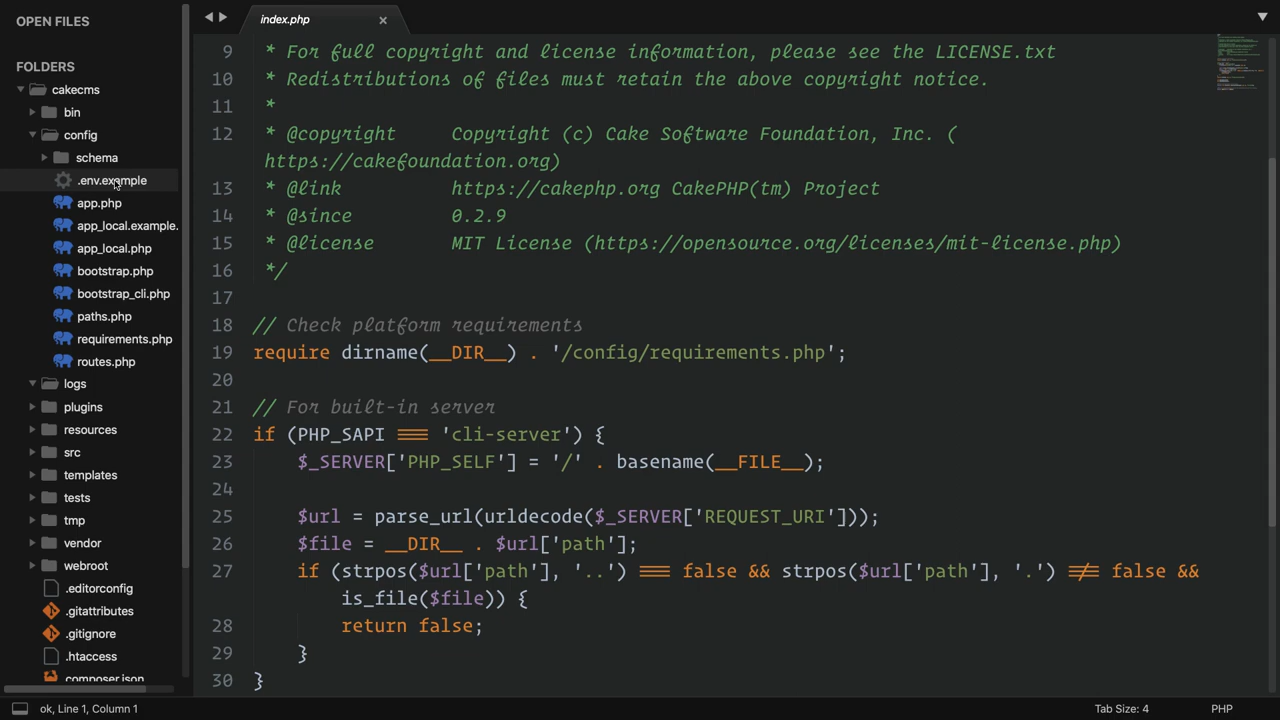 OPEN FILES
FOLDERS
cakecms
bin
config
schema
.env.example
app.php
app_local.example.
app_local.php
bootstrap.php
bootstrap_cli.php
paths.php
requirements.php
routes.php
logs
plugins
resources
src
templates
tests
tmp
vendor
webroot
.editorconfig
.gitattributes
.gitignore
.htaccess
composer.json
index.php ×
9 * For full copyright and license information, please see the LICENSE.txt
10 * Redistributions of files must retain the above copyright notice.
11 *
12 * @copyright Copyright (c) Cake Software Foundation, Inc. (
https://cakefoundation.org)
13 * @link https://cakephp.org CakePHP(tm) Project
14 * @since 0.2.9
15 * @license MIT License (https://opensource.org/licenses/mit-license.php)
16 */
17
18 // Check platform requirements
19 require dirname(__DIR__) . '/config/requirements.php';
20
21 // For built-in server
22 if (PHP_SAPI === 'cli-server') {
23 $_SERVER['PHP_SELF'] = '/' . basename(__FILE__);
24
25 $url = parse_url(urldecode($_SERVER['REQUEST_URI']));
26 $file = __DIR__ . $url['path'];
27 if (strpos($url['path'], '..') === false && strpos($url['path'], '.') !== false &&
is_file($file)) {
28 return false;
29 }
30 }
ok, Line 1, Column 1
Tab Size: 4
PHP